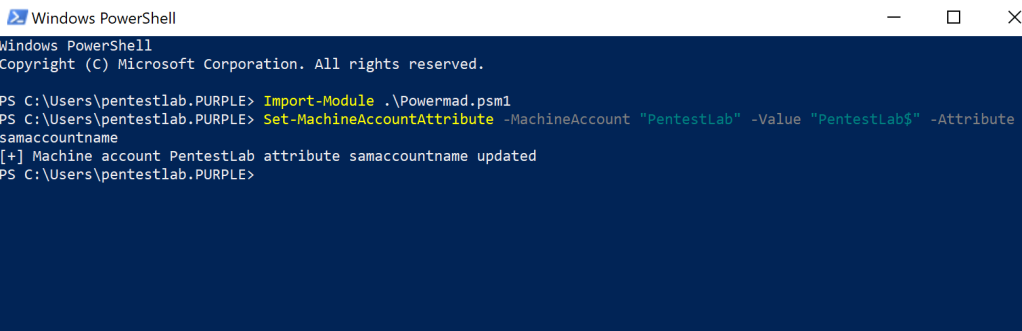 Windows PowerShell
Windows PowerShell
Copyright (C) Microsoft Corporation. All rights reserved.
PS C:\Users\pentestlab.PURPLE> Import-Module .\Powermad.psm1
PS C:\Users\pentestlab.PURPLE> Set-MachineAccountAttribute -MachineAccount "PentestLab" -Value "PentestLab$" -Attribute
samaccountname
[+] Machine account PentestLab attribute samaccountname updated
PS C:\Users\pentestlab.PURPLE>